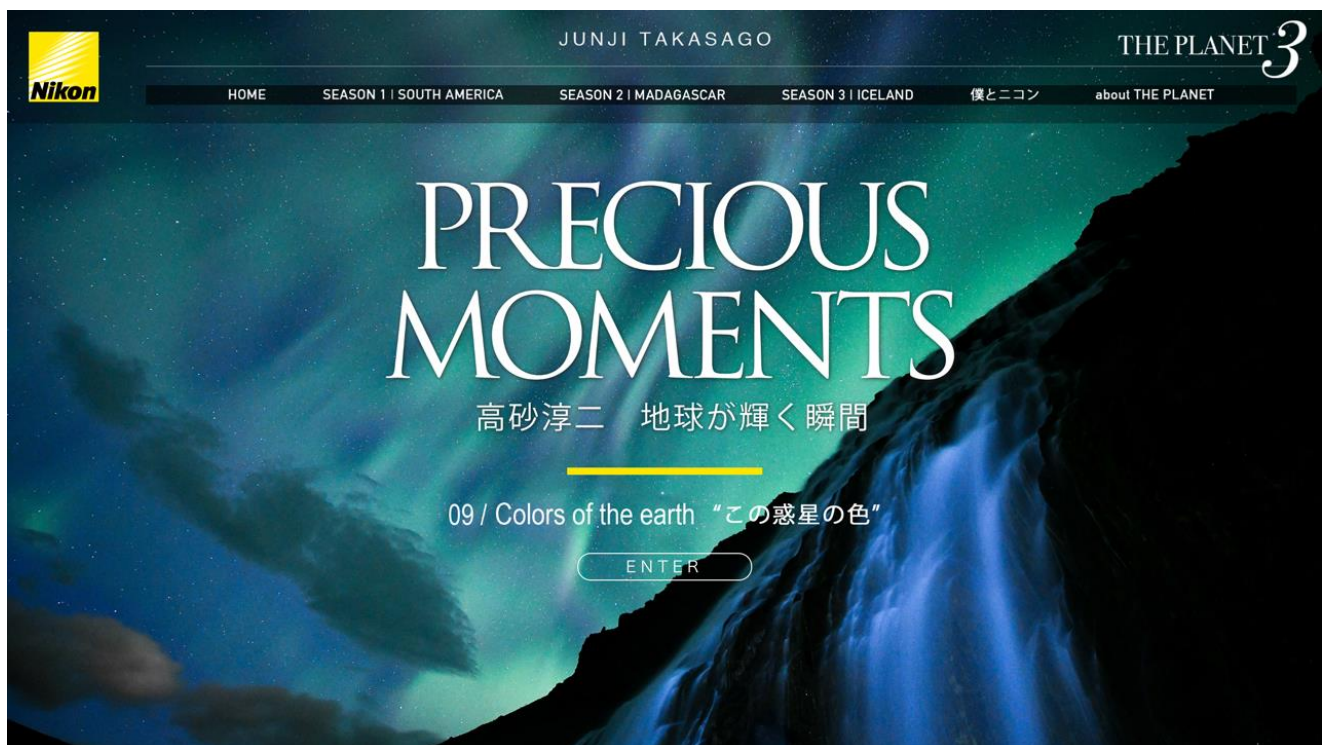 JUNJI TAKASAGO
THE PLANET 3
Nikon
HOME SEASON 1 | SOUTH AMERICA SEASON 2 | MADAGASCAR SEASON 3 | ICELAND 僕とニコン about THE PLANET
PRECIOUS
MOMENTS
高砂淳二 地球が輝く瞬間
09 / Colors of the earth “この惑星の色”
ENTER